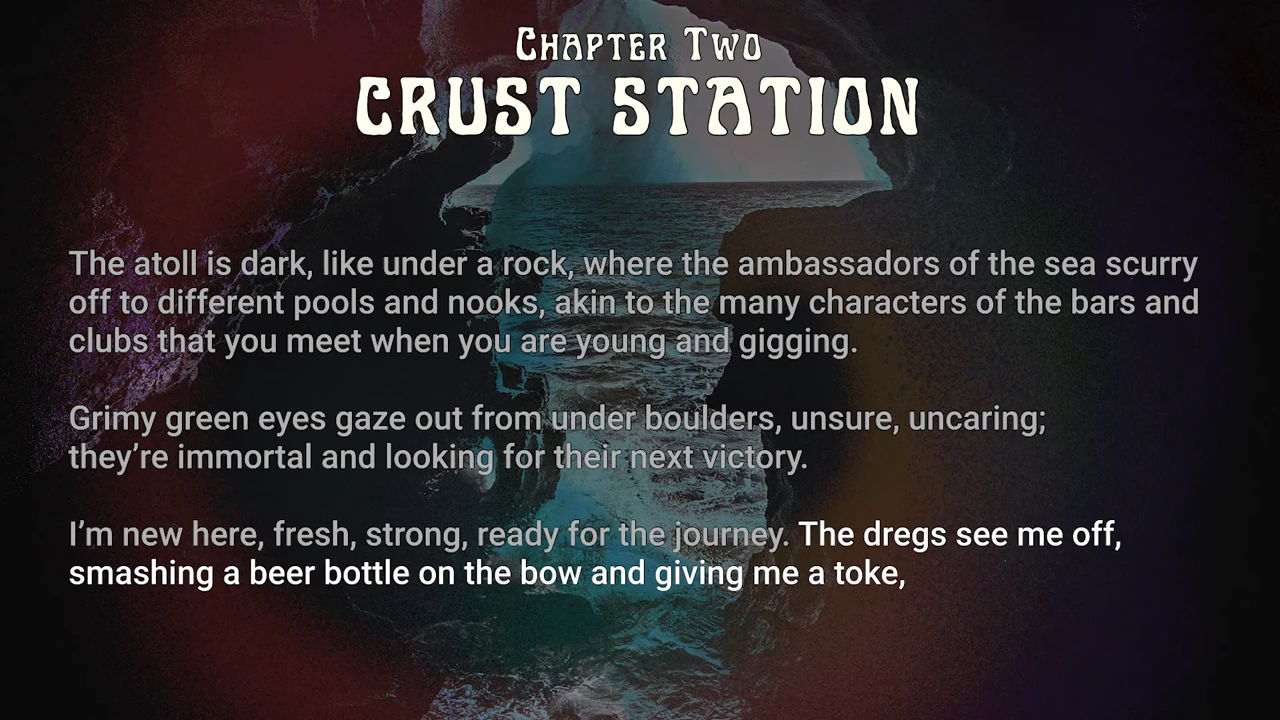 Chapter Two
CRUST STATION
The atoll is dark, like under a rock, where the ambassadors of the sea scurry
off to different pools and nooks, akin to the many characters of the bars and
clubs that you meet when you are young and gigging.
Grimy green eyes gaze out from under boulders, unsure, uncaring;
they’re immortal and looking for their next victory.
I’m new here, fresh, strong, ready for the journey. The dregs see me off,
smashing a beer bottle on the bow and giving me a toke,